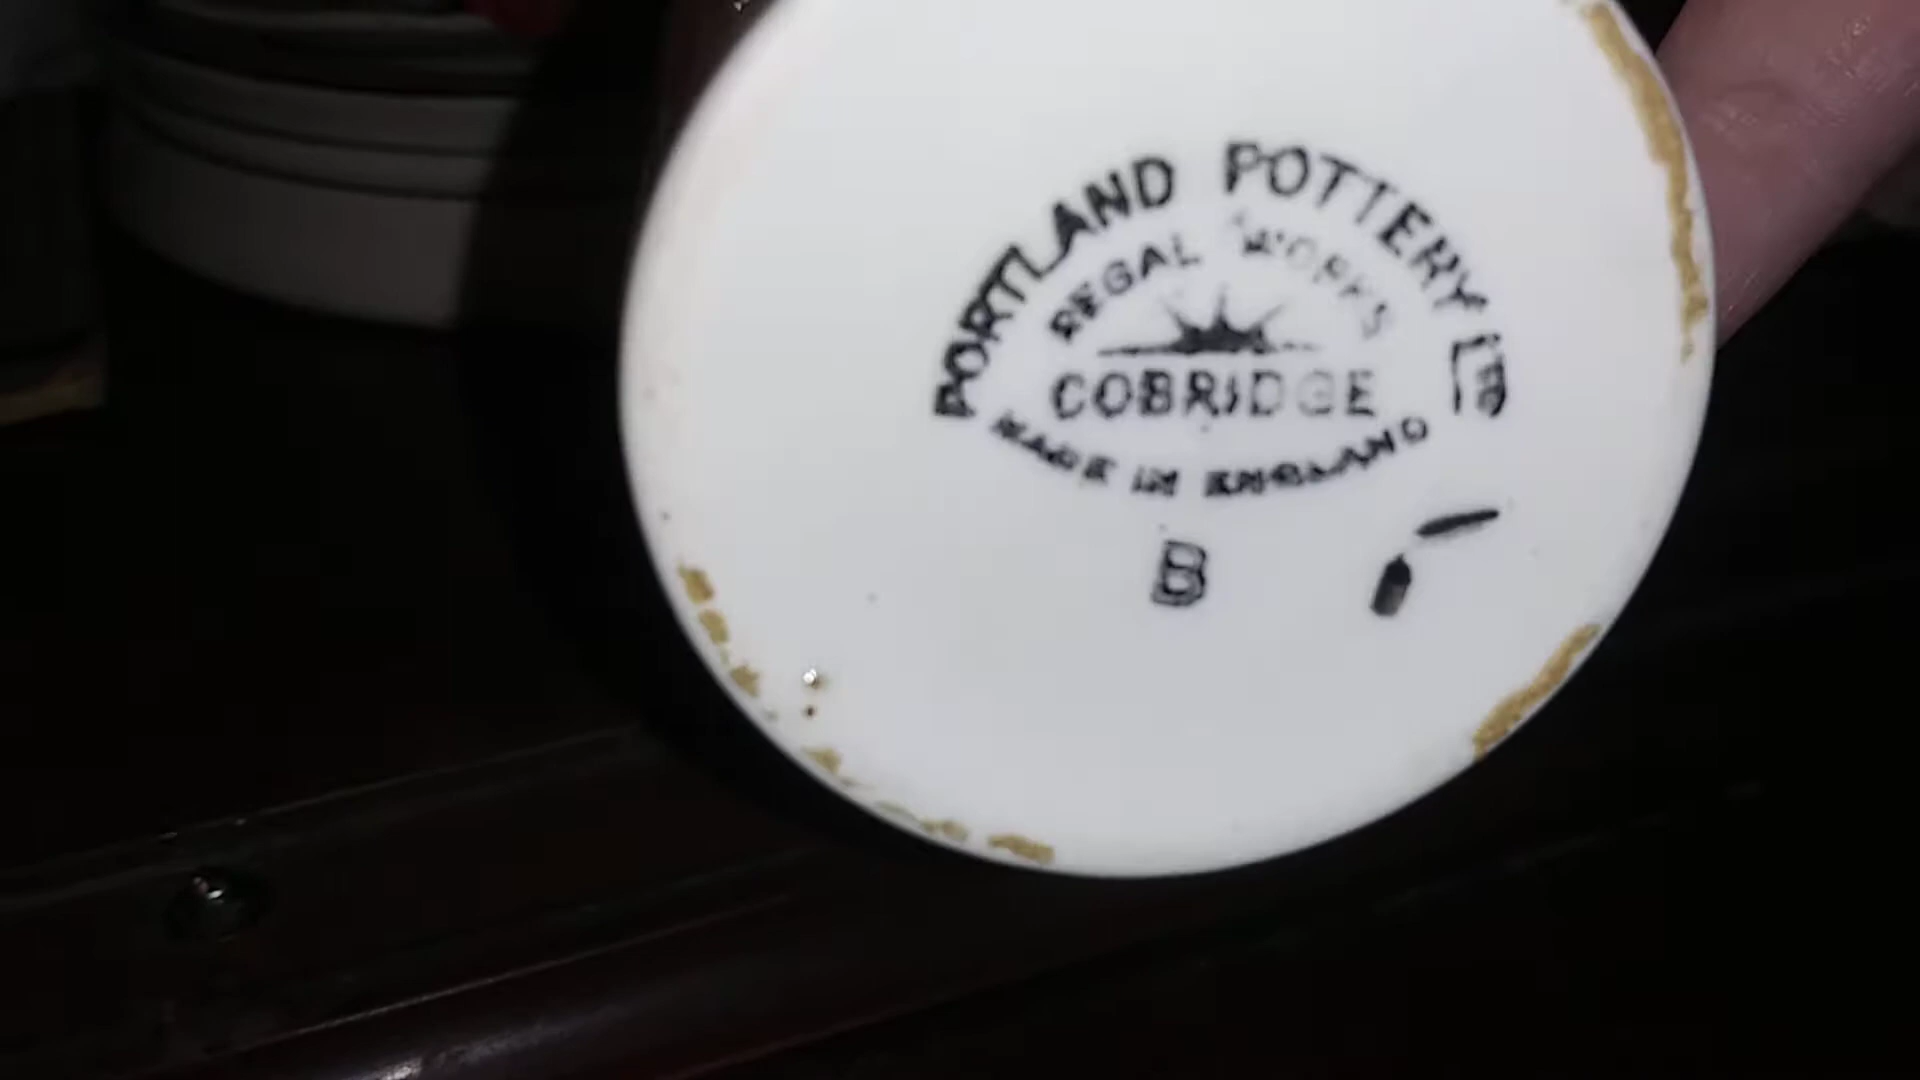 PORTLAND POTTERY LTD
REGAL WORKS
COBRIDGE
MADE IN ENGLAND
B